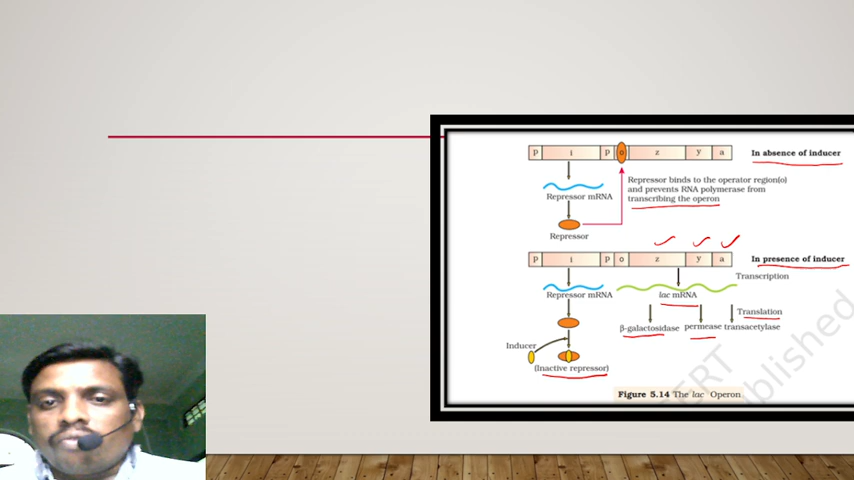 p i p o z y a In absence of inducer
Repressor binds to the operator region(o)
and prevents RNA polymerase from
transcribing the operon
Repressor mRNA
Repressor
p i p o z y a In presence of inducer
Transcription
Repressor mRNA lac mRNA
Translation
β-galactosidase permease transacetylase
Inducer
(Inactive repressor)
Figure 5.14 The lac Operon